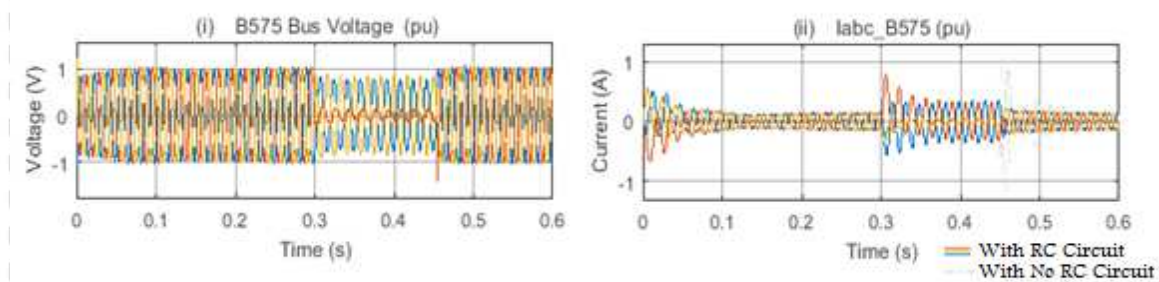 (i) B575 Bus Voltage (pu)
Voltage (V)
1
0
-1
0 0.1 0.2 0.3 0.4 0.5 0.6
Time (s)
(ii) Iabc_B575 (pu)
Current (A)
1
0
-1
0 0.1 0.2 0.3 0.4 0.5 0.6
Time (s)
With RC Circuit
With No RC Circuit